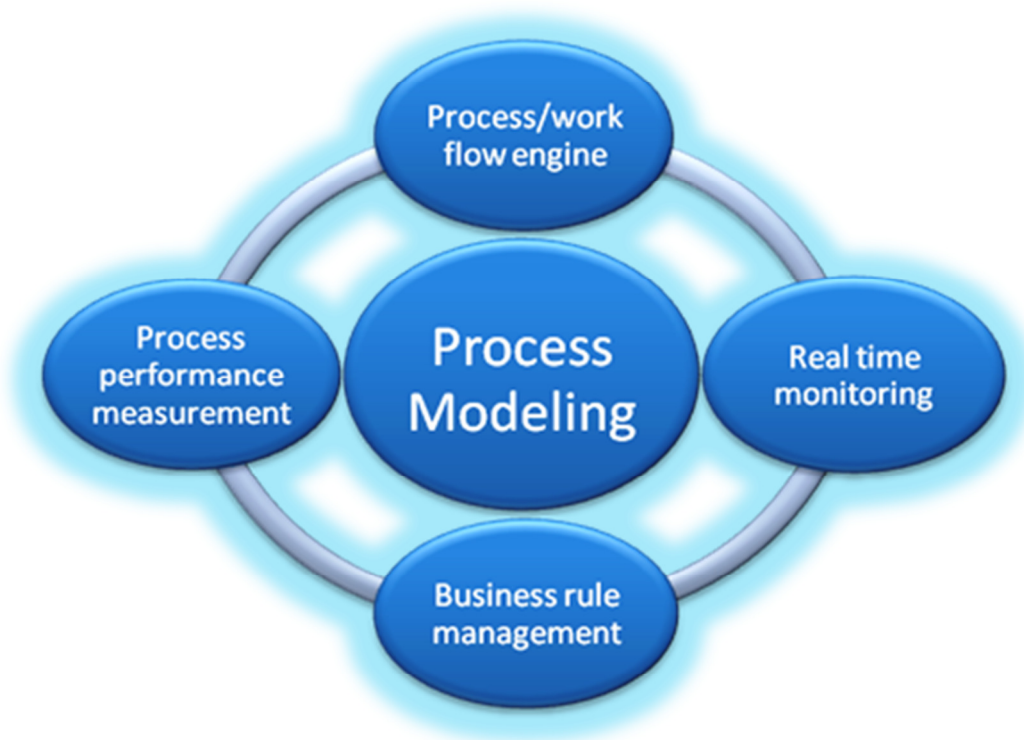 Process/work
flow engine
Process
performance
measurement
Process
Modeling
Real time
monitoring
Business rule
management